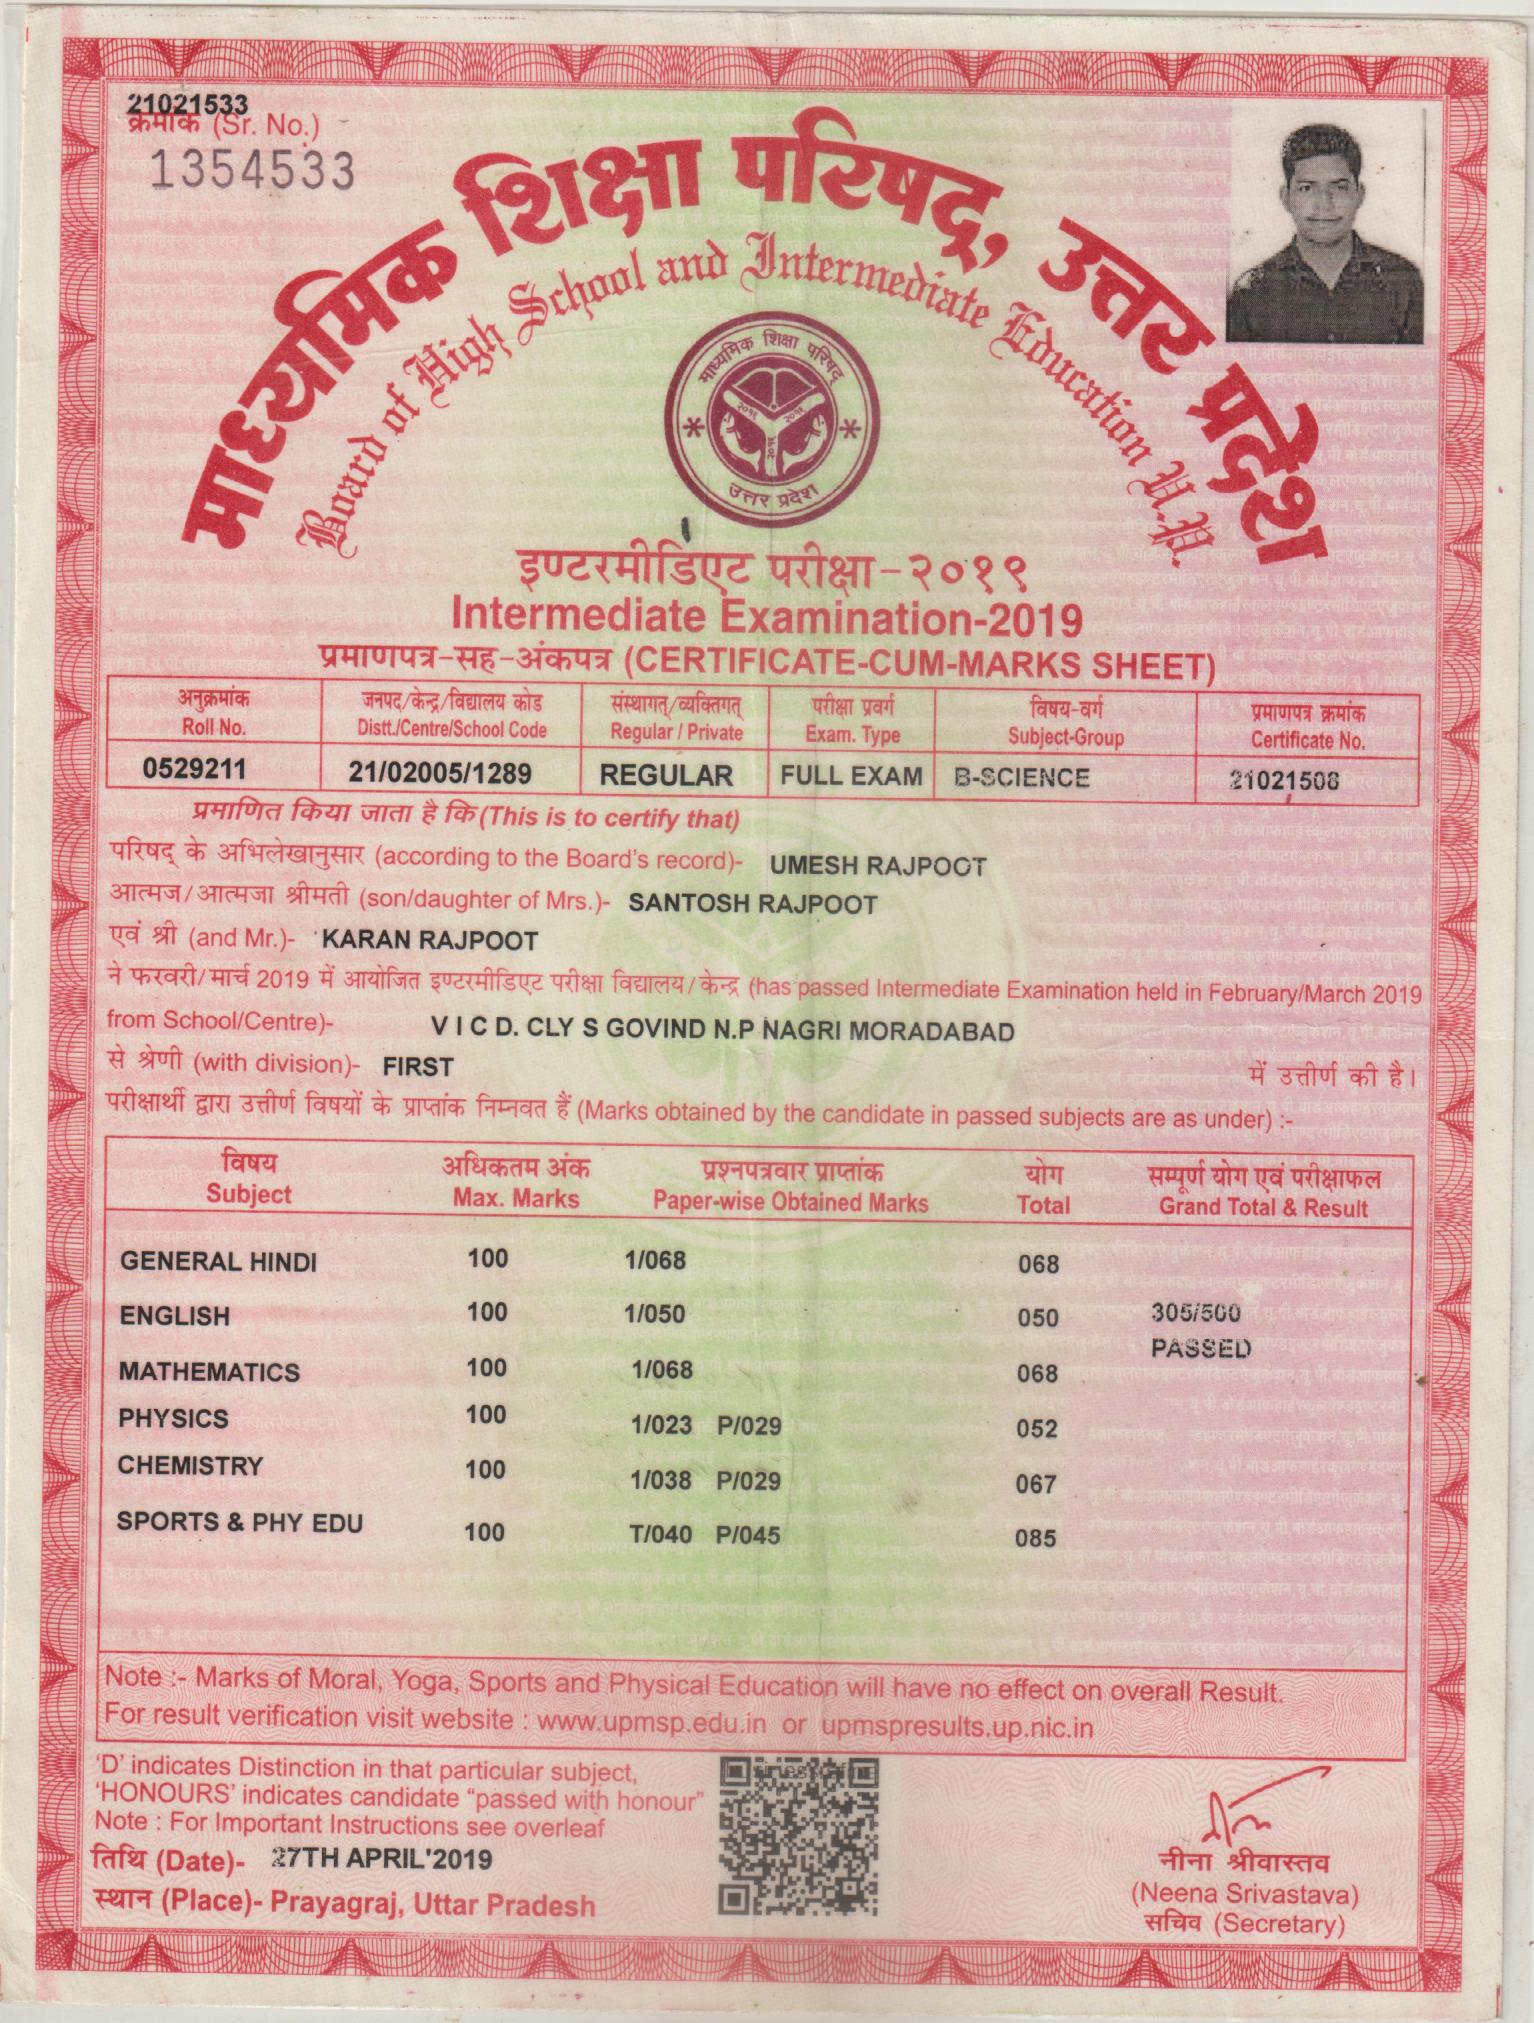 21021533
क्रमांक (Sr. No.)
1354533
माध्यमिक शिक्षा परिषद्, उत्तर प्रदेश
Board of High School and Intermediate Education U.P.
माध्यमिक शिक्षा परिषद्
२०१९ २०१९
२०१९
उत्तर प्रदेश
इण्टरमीडिएट परीक्षा-२०१९
Intermediate Examination-2019
प्रमाणपत्र-सह-अंकपत्र (CERTIFICATE-CUM-MARKS SHEET)
अनुक्रमांक जनपद/केन्द्र/विद्यालय कोड संस्थागत्/व्यक्तिगत् परीक्षा प्रवर्ग विषय-वर्ग प्रमाणपत्र क्रमांक
Roll No. Distt./Centre/School Code Regular / Private Exam. Type Subject-Group Certificate No.
0529211 21/02005/1289 REGULAR FULL EXAM B-SCIENCE 21021508
प्रमाणित किया जाता है कि (This is to certify that)
परिषद् के अभिलेखानुसार (according to the Board's record)- UMESH RAJPOOT
आत्मज/आत्मजा श्रीमती (son/daughter of Mrs.)- SANTOSH RAJPOOT
एवं श्री (and Mr.)- KARAN RAJPOOT
ने फरवरी/मार्च 2019 में आयोजित इण्टरमीडिएट परीक्षा विद्यालय/केन्द्र (has passed Intermediate Examination held in February/March 2019
from School/Centre)- V I C D. CLY S GOVIND N.P NAGRI MORADABAD
से श्रेणी (with division)- FIRST में उत्तीर्ण की है।
परीक्षार्थी द्वारा उत्तीर्ण विषयों के प्राप्तांक निम्नवत हैं (Marks obtained by the candidate in passed subjects are as under) :-
विषय अधिकतम अंक प्रश्नपत्रवार प्राप्तांक योग सम्पूर्ण योग एवं परीक्षाफल
Subject Max. Marks Paper-wise Obtained Marks Total Grand Total & Result
GENERAL HINDI 100 1/068 068
ENGLISH 100 1/050 050 305/500
PASSED
MATHEMATICS 100 1/068 068
PHYSICS 100 1/023 P/029 052
CHEMISTRY 100 1/038 P/029 067
SPORTS & PHY EDU 100 T/040 P/045 085
Note :- Marks of Moral, Yoga, Sports and Physical Education will have no effect on overall Result.
For result verification visit website : www.upmsp.edu.in or upmspresults.up.nic.in
'D' indicates Distinction in that particular subject,
'HONOURS' indicates candidate "passed with honour"
Note : For Important Instructions see overleaf
तिथि (Date)- 27TH APRIL'2019
स्थान (Place)- Prayagraj, Uttar Pradesh
नीना श्रीवास्तव
(Neena Srivastava)
सचिव (Secretary)